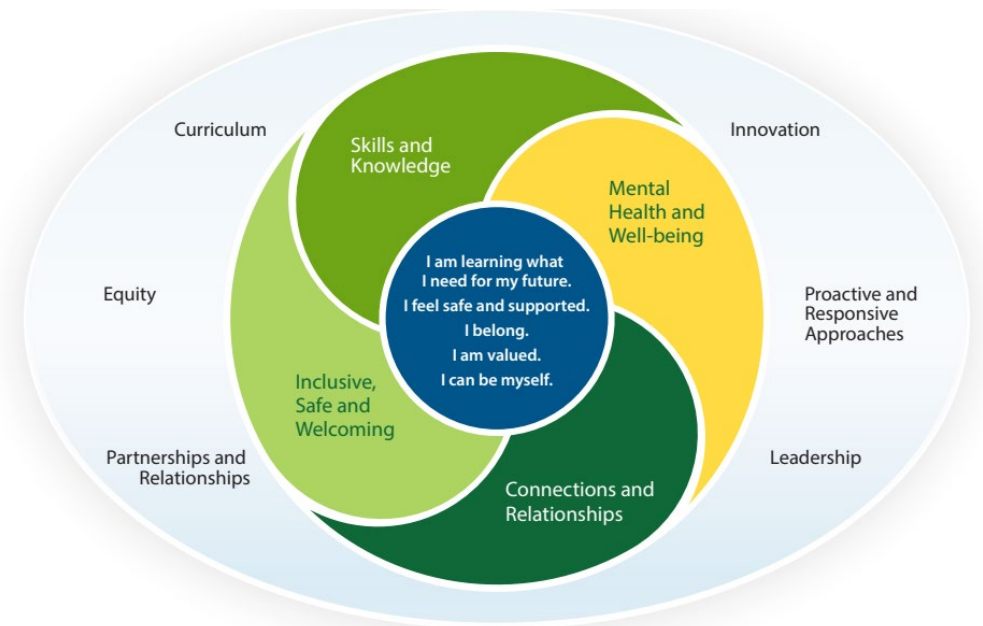 Curriculum
Innovation
Skills and
Knowledge
Mental
Health and
Well-being
I am learning what
I need for my future.
I feel safe and supported.
I belong.
I am valued.
I can be myself.
Equity
Proactive and
Responsive
Approaches
Inclusive,
Safe and
Welcoming
Partnerships and
Relationships
Leadership
Connections and
Relationships